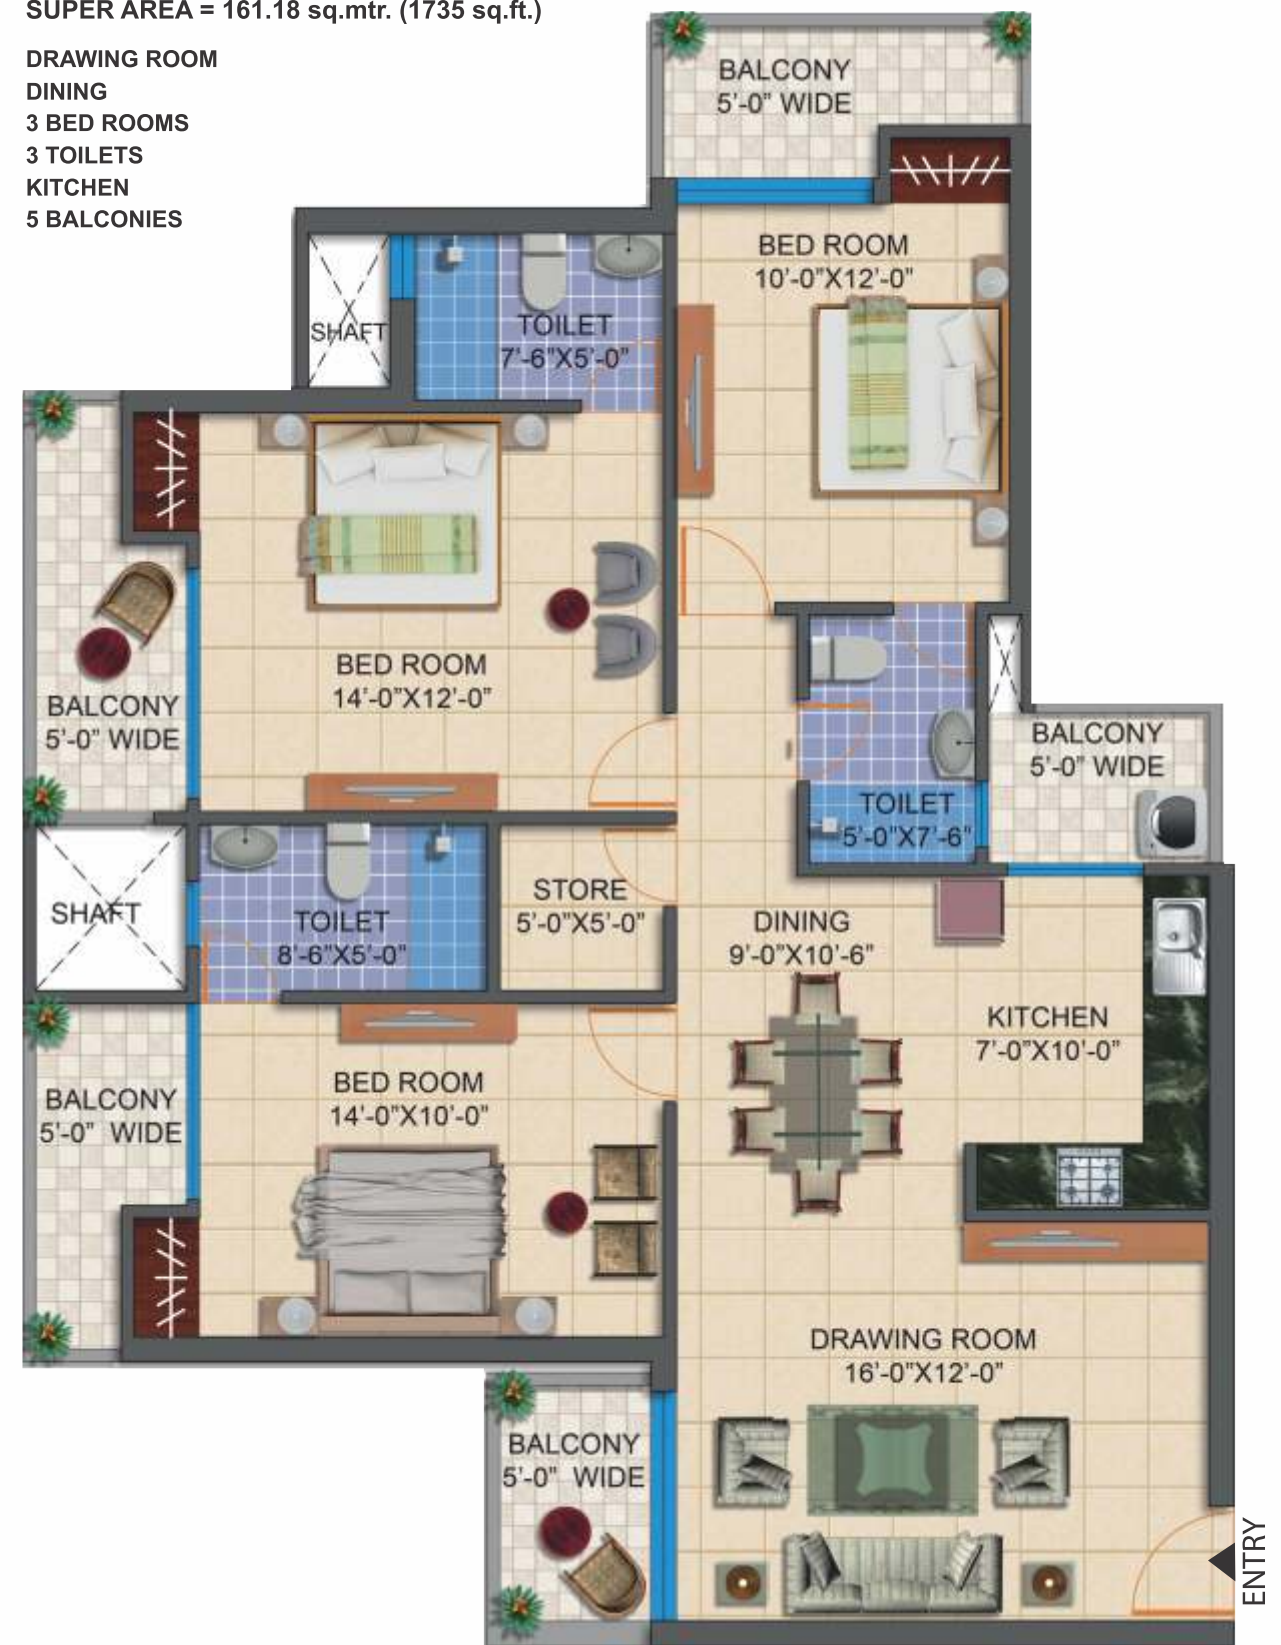 SUPER AREA = 161.18 sq.mtr. (1735 sq.ft.)
DRAWING ROOM
DINING
3 BED ROOMS
3 TOILETS
KITCHEN
5 BALCONIES
BALCONY
5'-0" WIDE
BED ROOM
10'-0"X12'-0"
SHAFT
TOILET
7'-6"X5'-0"
BED ROOM
14'-0"X12'-0"
BALCONY
5'-0" WIDE
BALCONY
5'-0" WIDE
TOILET
5'-0"X7'-6"
SHAFT
TOILET
8'-6"X5'-0"
STORE
5'-0"X5'-0"
DINING
9'-0"X10'-6"
KITCHEN
7'-0"X10'-0"
BALCONY
5'-0" WIDE
BED ROOM
14'-0"X10'-0"
DRAWING ROOM
16'-0"X12'-0"
BALCONY
5'-0" WIDE
ENTRY